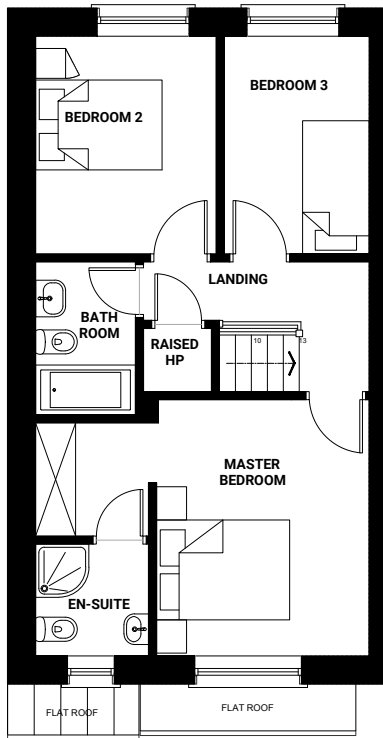 BEDROOM 3
BEDROOM 2
LANDING
BATH
ROOM
RAISED
HP
10
13
MASTER
BEDROOM
EN-SUITE
FLAT ROOF
FLAT ROOF